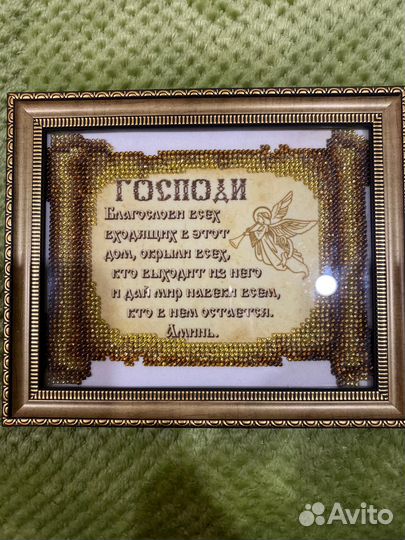 ГОСПОДИ
Благослови всех
входящих в этот
дом, окрыли всех,
кто выходит из него
и дай мир навеки всем,
кто в нем остается.
Аминь.
Avito